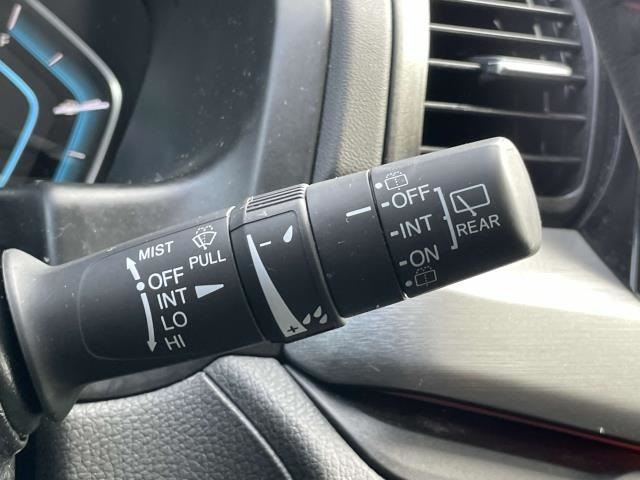 MIST
OFF
INT
LO
HI
PULL
−
+
OFF
INT
ON
REAR